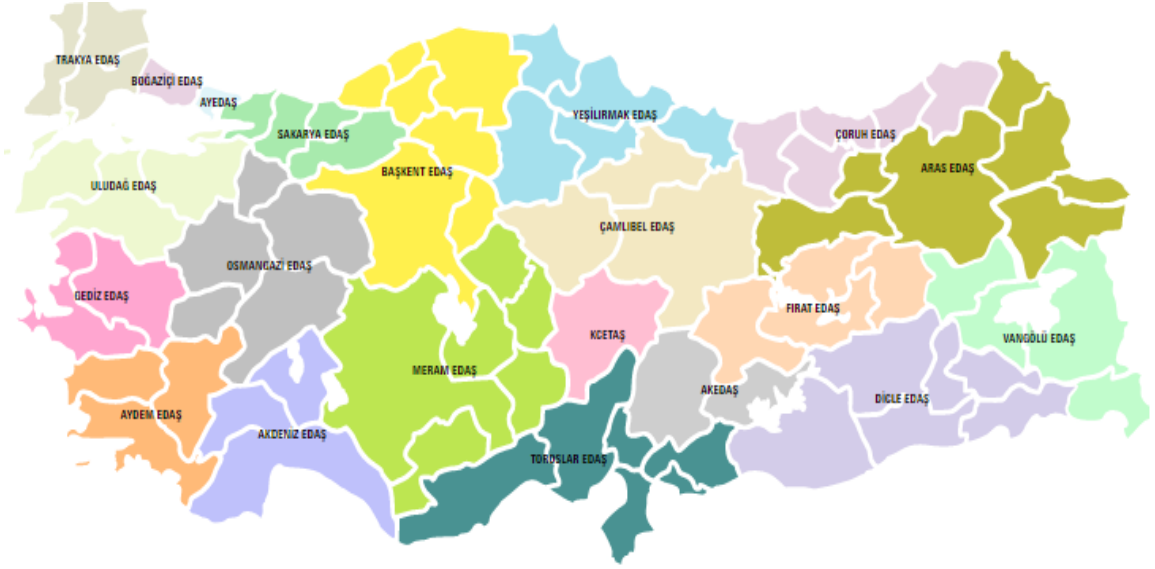 TRAKYA EDAŞ
BOĞAZİÇİ EDAŞ
AYEDAŞ
SAKARYA EDAŞ
YEŞİLIRMAK EDAŞ
ÇORUH EDAŞ
BAŞKENT EDAŞ
ARAS EDAŞ
ULUDAĞ EDAŞ
ÇAMLIBEL EDAŞ
OSMANGAZİ EDAŞ
GEDİZ EDAŞ
FIRAT EDAŞ
KCETAŞ
VANGÖLÜ EDAŞ
MERAM EDAŞ
AKEDAŞ
DİCLE EDAŞ
AYDEM EDAŞ
AKDENİZ EDAŞ
TOROSLAR EDAŞ